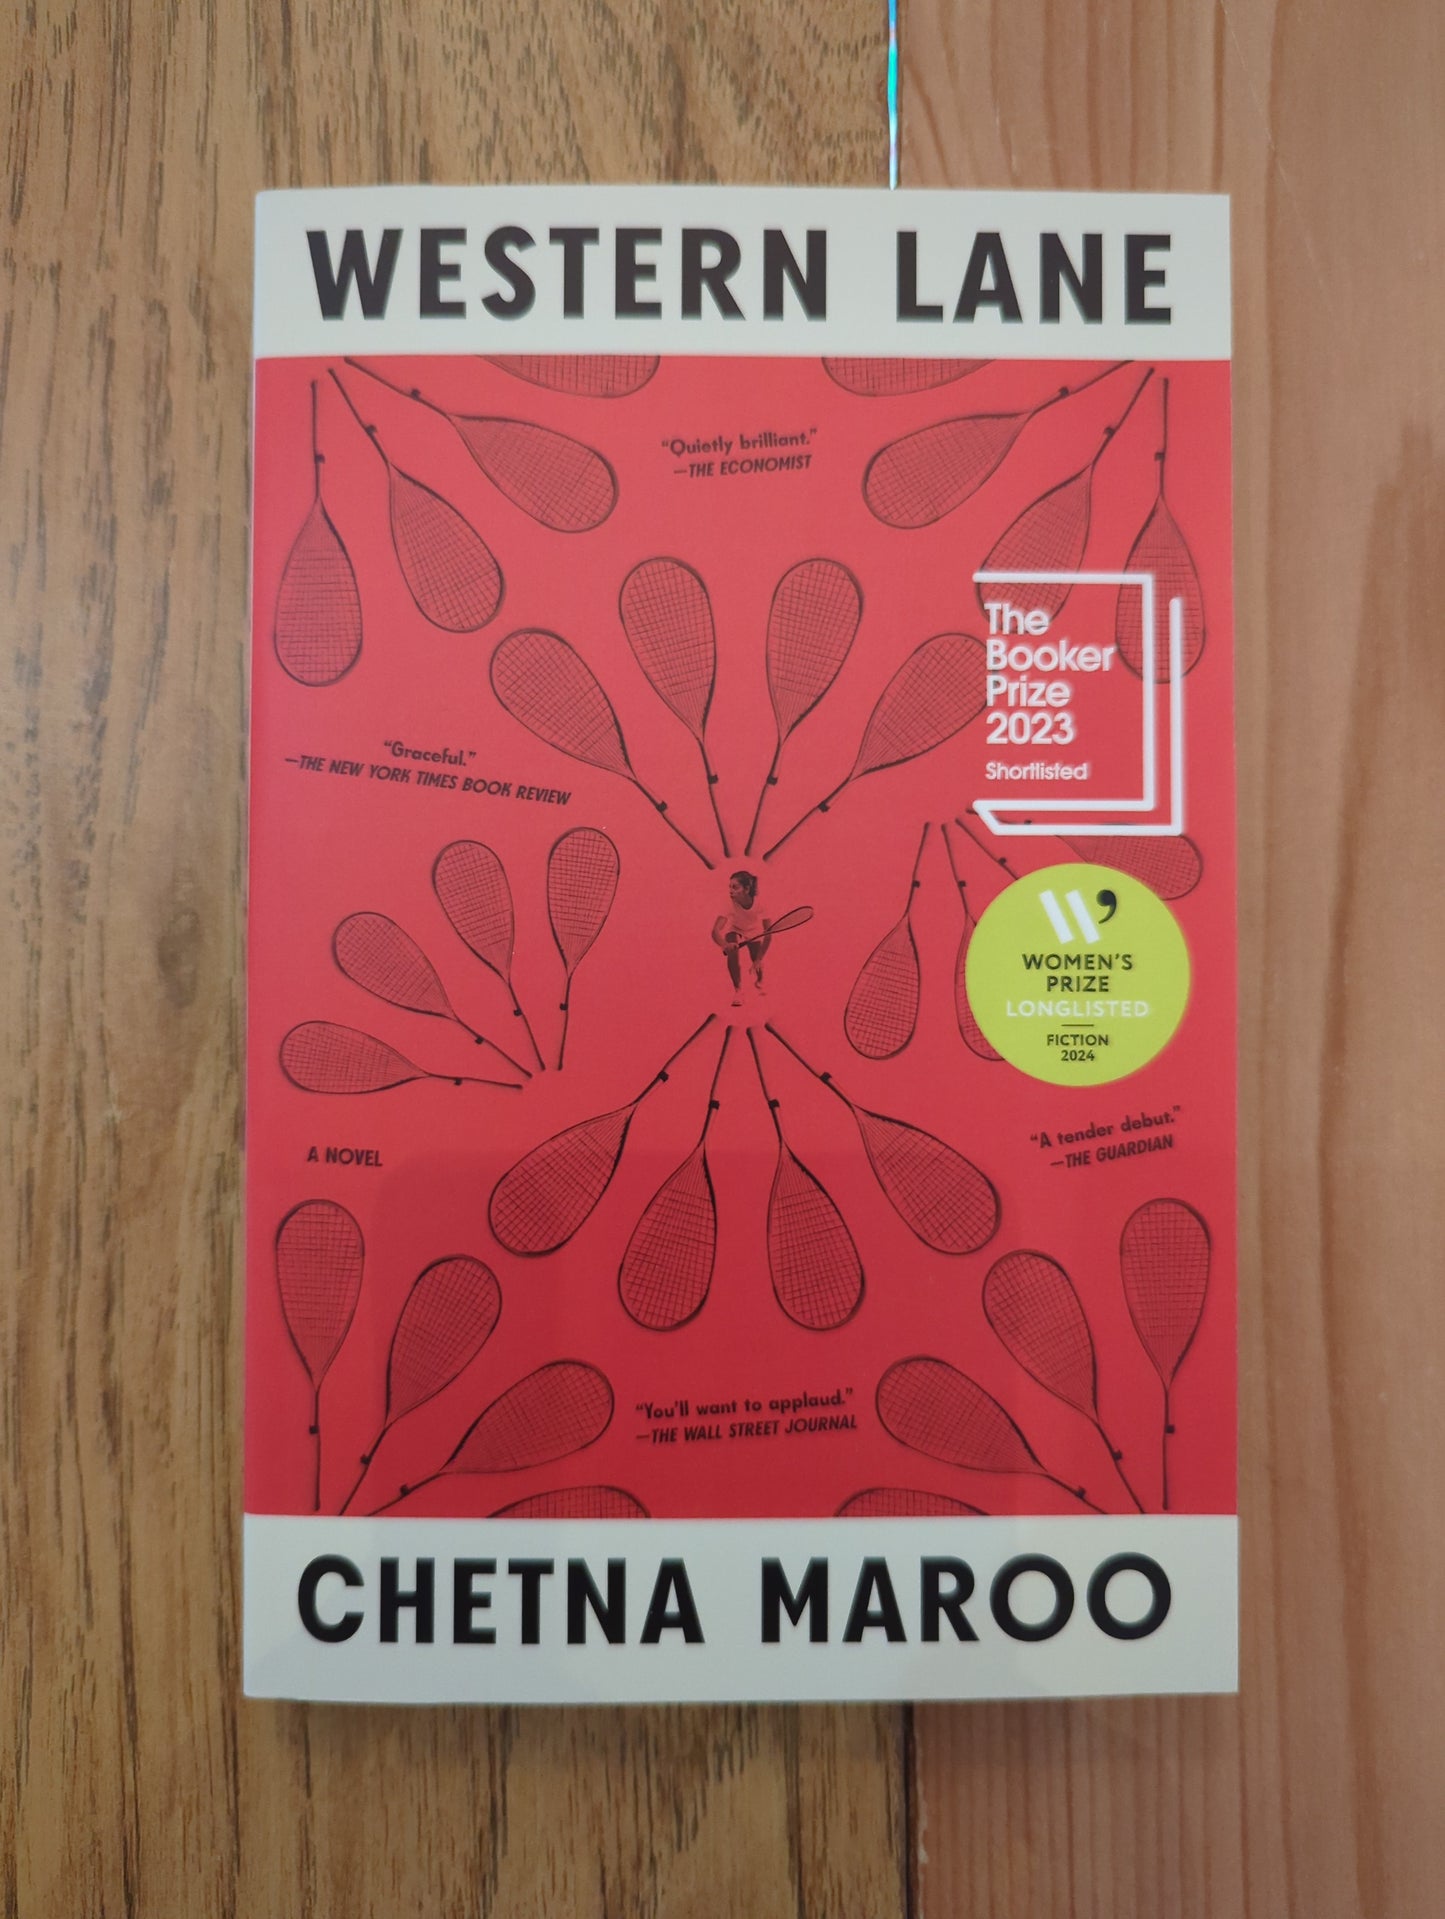 WESTERN LANE
“Quietly brilliant.”
—THE ECONOMIST
The
Booker
Prize
2023
Shortlisted
“Graceful.”
—THE NEW YORK TIMES BOOK REVIEW
W’
WOMEN’S
PRIZE
LONGLISTED
FICTION
2024
“A tender debut.”
—THE GUARDIAN
A NOVEL
“You’ll want to applaud.”
—THE WALL STREET JOURNAL
CHETNA MAROO